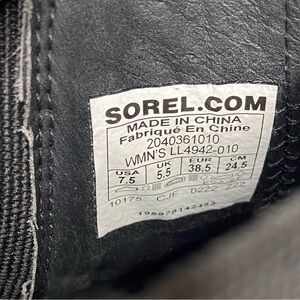 SOREL.COM
MADE IN CHINA
Fabriqué En Chine
2040361010
WMN'S LL4942-010
USA UK EUR CM
7.5 5.5 38.5 24.5
10175 CJF 0222